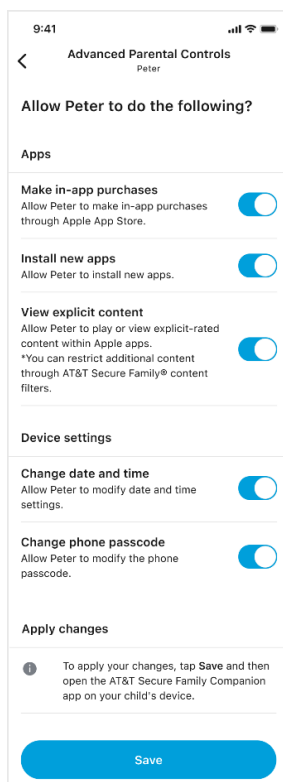 9:41
Advanced Parental Controls
Peter
Allow Peter to do the following?
Apps
Make in-app purchases
Allow Peter to make in-app purchases
through Apple App Store.
Install new apps
Allow Peter to install new apps.
View explicit content
Allow Peter to play or view explicit-rated
content within Apple apps.
*You can restrict additional content
through AT&T Secure Family® content
filters.
Device settings
Change date and time
Allow Peter to modify date and time
settings.
Change phone passcode
Allow Peter to modify the phone
passcode.
Apply changes
To apply your changes, tap Save and then
open the AT&T Secure Family Companion
app on your child's device.
Save